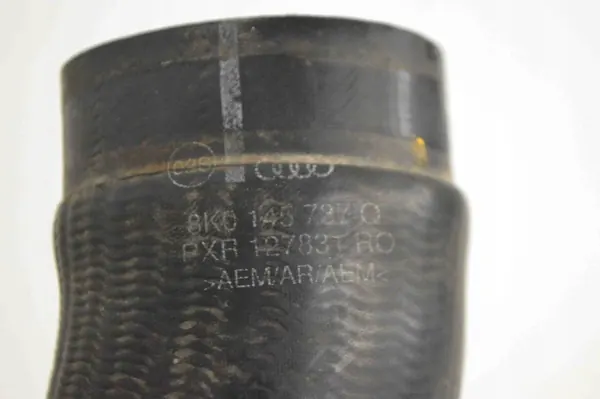 8K0 145 737 Q
PXR 127831 RO
>AEM/AR/AEM<